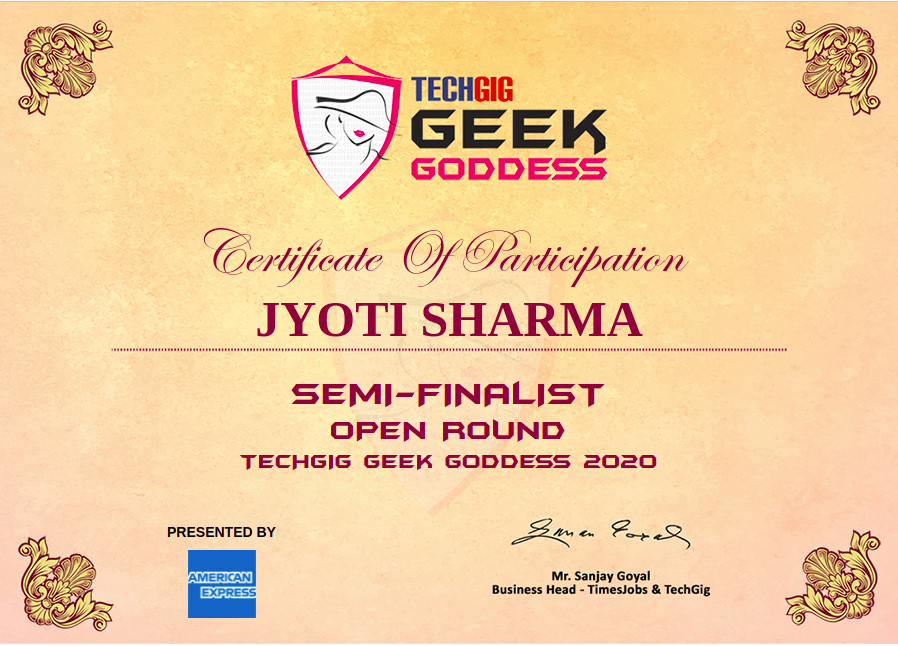 TECHGIG
GEEK
GODDESS
Certificate Of Participation
JYOTI SHARMA
SEMI-FINALIST
OPEN ROUND
TECHGIG GEEK GODDESS 2020
PRESENTED BY
AMERICAN
EXPRESS
Sanjay Goyal
Mr. Sanjay Goyal
Business Head - TimesJobs & TechGig